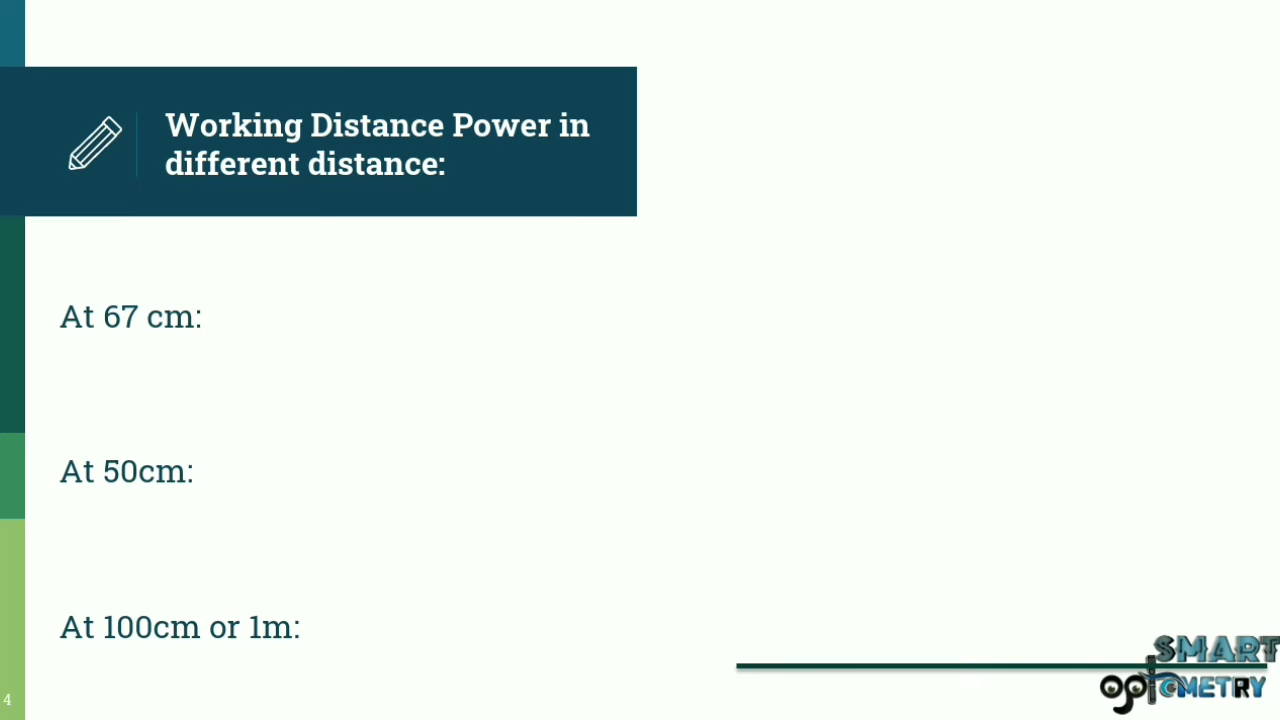 Working Distance Power in
different distance:
At 67 cm:
At 50cm:
At 100cm or 1m:
4
SMART
optOMETRY